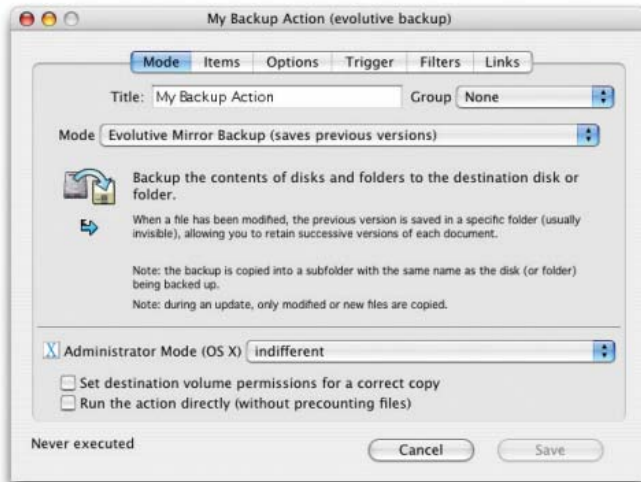 My Backup Action (evolutive backup)
Mode Items Options Trigger Filters Links
Title: My Backup Action Group None
Mode Evolutive Mirror Backup (saves previous versions)
Backup the contents of disks and folders to the destination disk or
folder.
When a file has been modified, the previous version is saved in a specific folder (usually
invisible), allowing you to retain successive versions of each document.
Note: the backup is copied into a subfolder with the same name as the disk (or folder)
being backed up.
Note: during an update, only modified or new files are copied.
X Administrator Mode (OS X) indifferent
Set destination volume permissions for a correct copy
Run the action directly (without precounting files)
Never executed Cancel Save